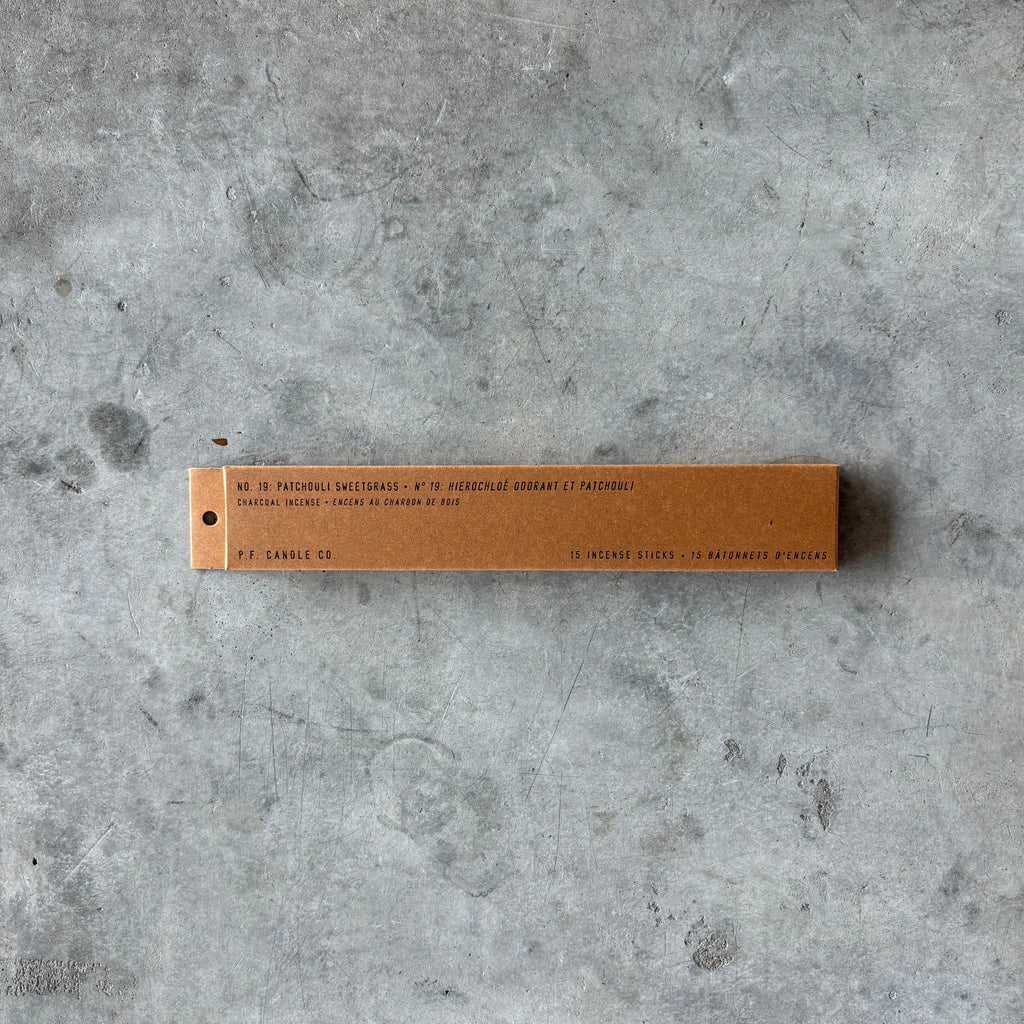 NO. 19: PATCHOULI SWEETGRASS • N° 19: HIEROCHLOÉ ODORANT ET PATCHOULI
CHARCOAL INCENSE • ENCENS AU CHARBON DE BOIS
P.F. CANDLE CO. 15 INCENSE STICKS • 15 BÂTONNETS D'ENCENS